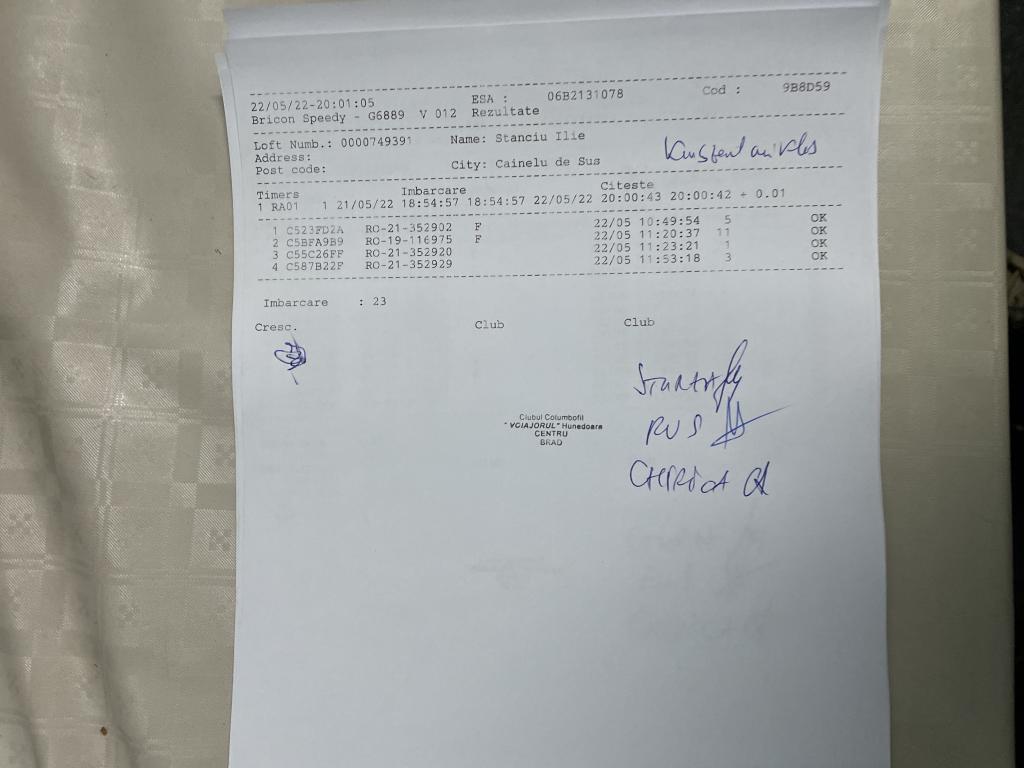 22/05/22-20:01:05 ESA : 06B2131078 Cod : 9B8D59
Bricon Speedy - G6889 V 012 Rezultate
Loft Numb.: 0000749391 Name: Stanciu Ilie
Address:
Post code: City: Cainelu de Sus
Timers Imbarcare Citeste
1 RA01 1 21/05/22 18:54:57 18:54:57 22/05/22 20:00:43 20:00:42 + 0.01
1 C523FD2A RO-21-352902 F 22/05 10:49:54 5 OK
2 C5BFA9B9 RO-19-116975 F 22/05 11:20:37 11 OK
3 C55C26FF RO-21-352920 22/05 11:23:21 1 OK
4 C587B22F RO-21-352929 22/05 11:53:18 3 OK
Imbarcare : 23
Cresc. Club Club
Clubul Columbofil
"VOIAJORUL" Hunedoara
CENTRU
BRAD
RUS